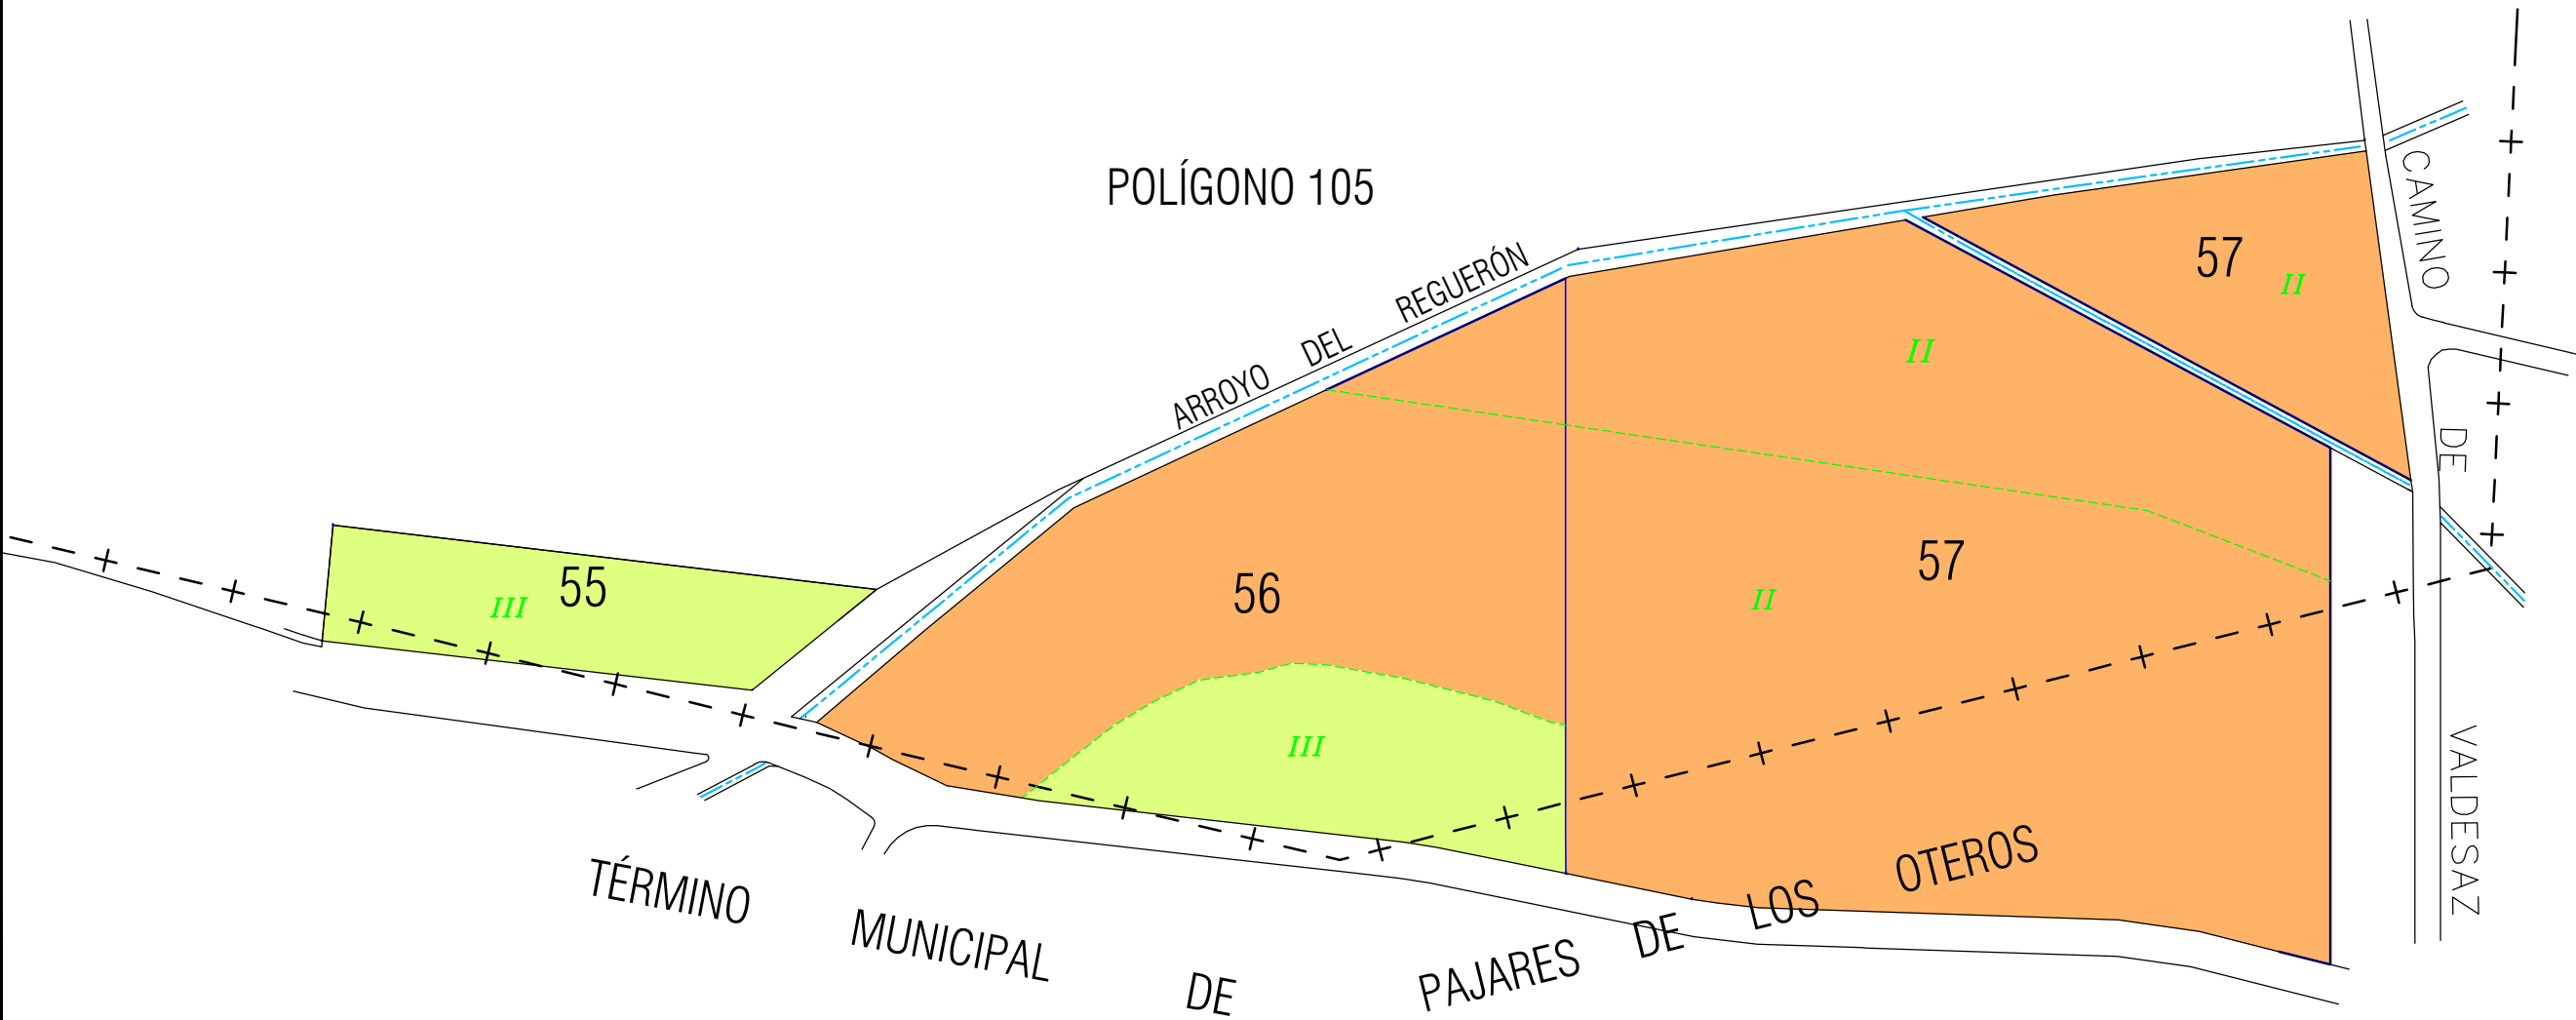 POLÍGONO 105
ARROYO DEL REGUERÓN
CAMINO DE VALDESAZ
57
II
II
55
III
56
57
II
III
TÉRMINO MUNICIPAL DE PAJARES DE LOS OTEROS